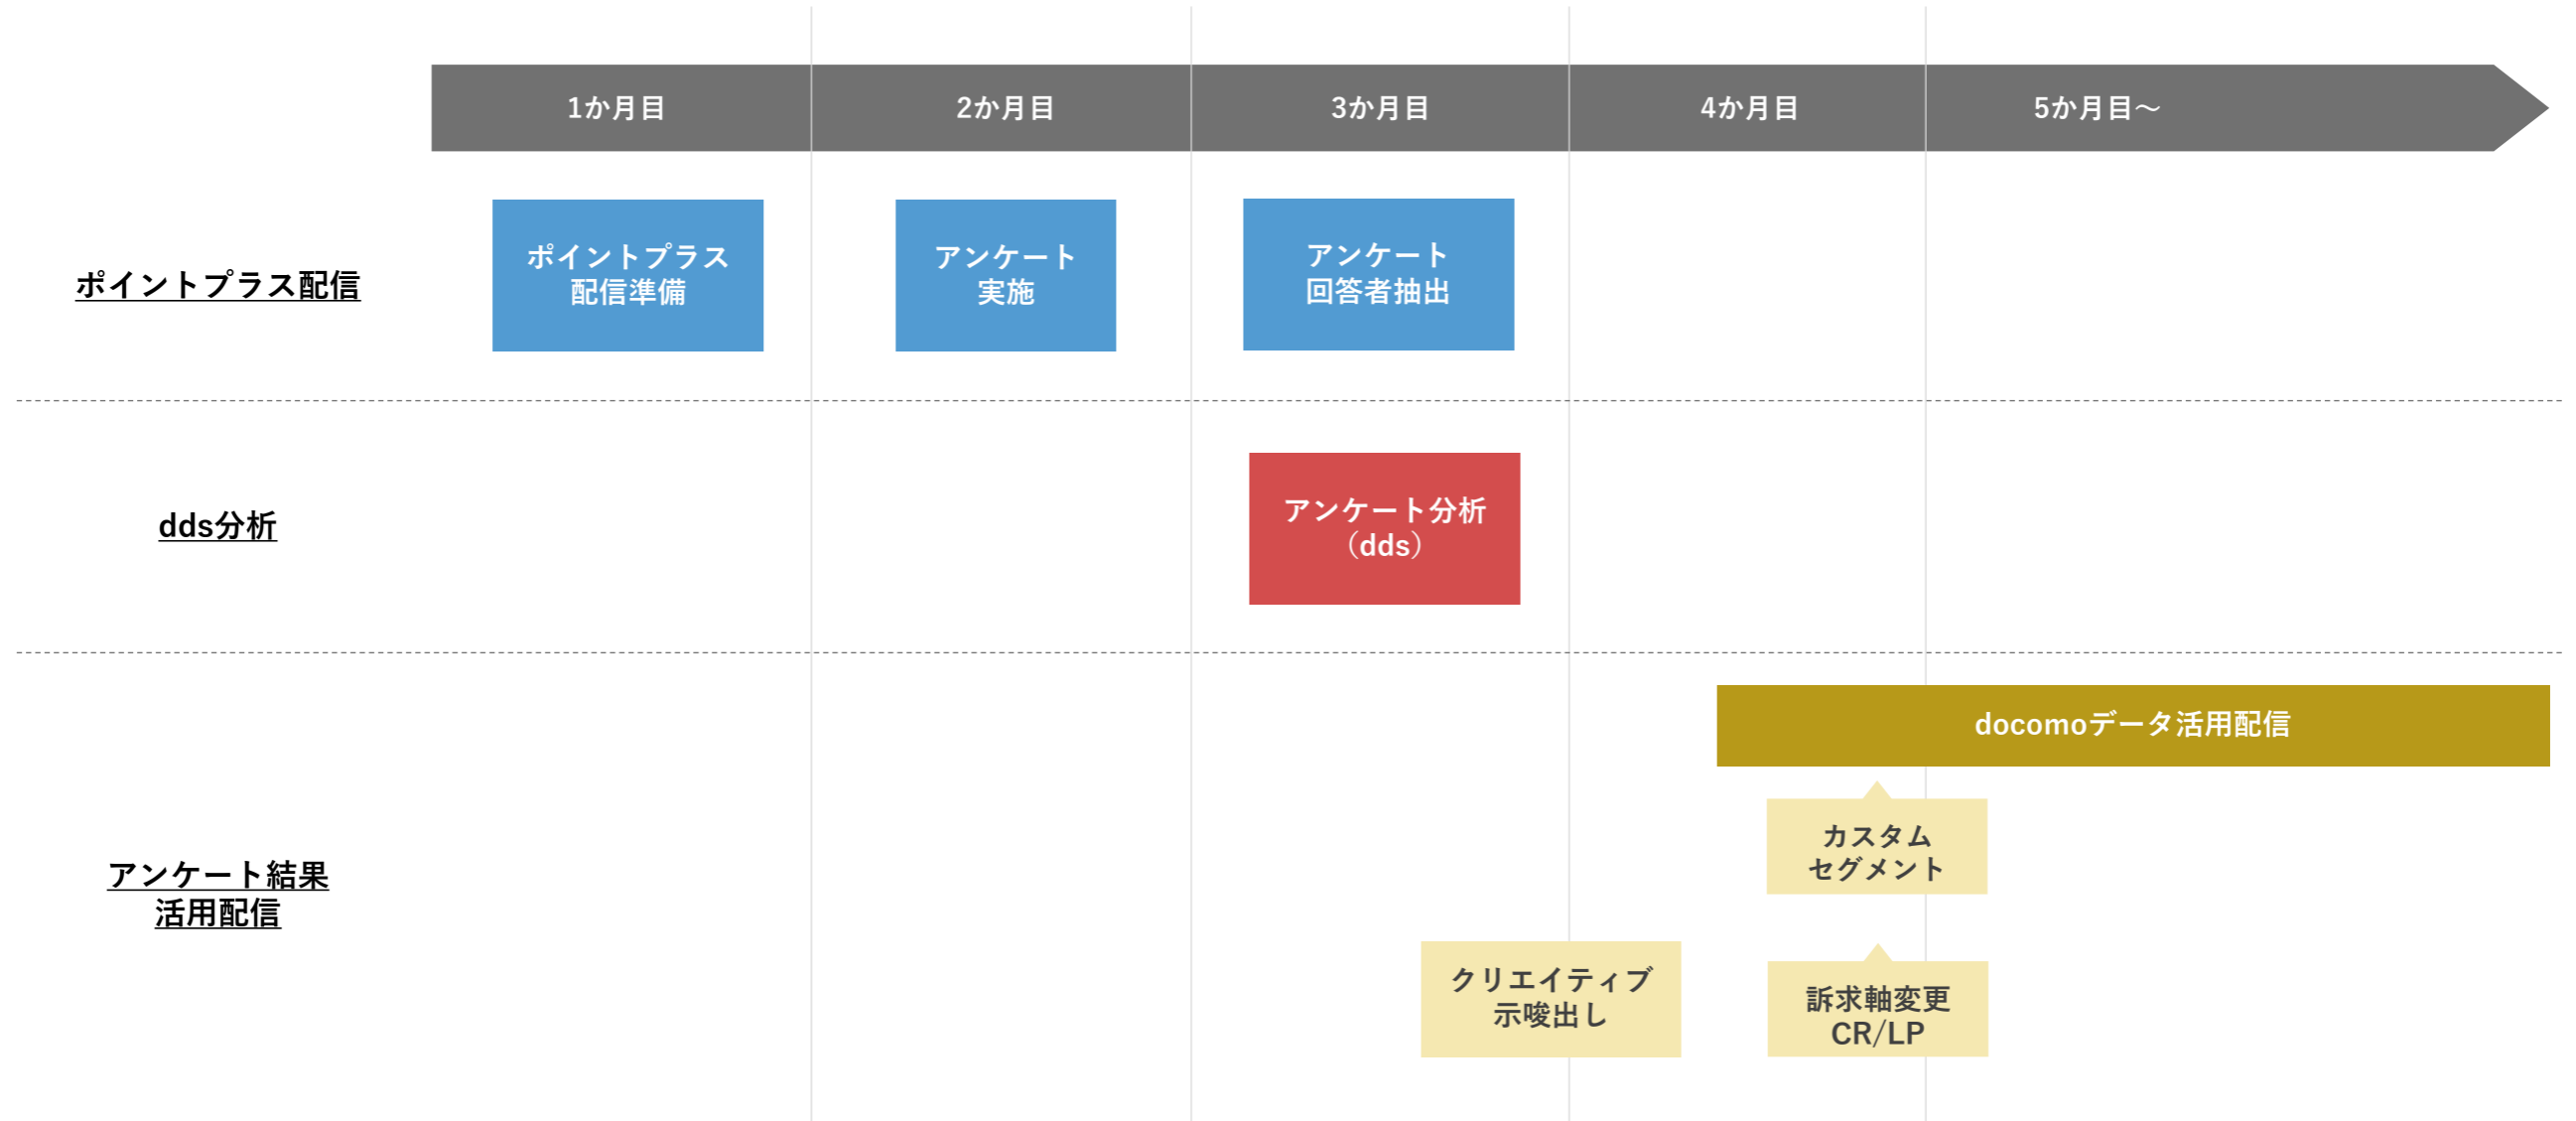 1か月目
2か月目
3か月目
4か月目
5か月目～
ポイントプラス配信
ポイントプラス
配信準備
アンケート
実施
アンケート
回答者抽出
dds分析
アンケート分析
（dds）
アンケート結果
活用配信
docomoデータ活用配信
カスタム
セグメント
クリエイティブ
示唆出し
訴求軸変更
CR/LP